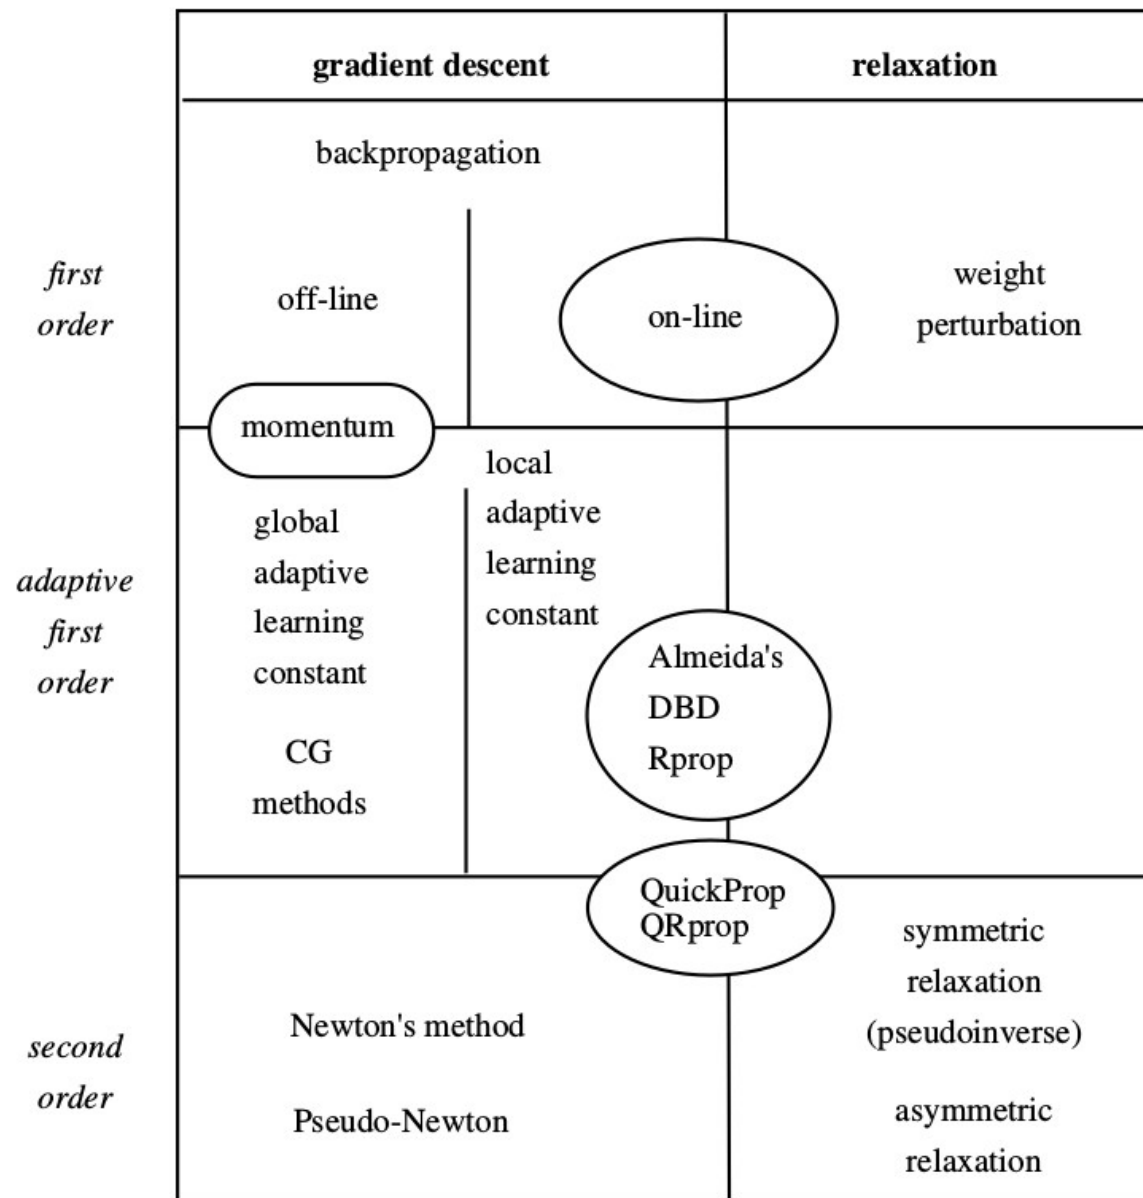 gradient descent
relaxation
backpropagation
first
order
off-line
on-line
weight
perturbation
momentum
adaptive
first
order
global
adaptive
learning
constant
CG
methods
local
adaptive
learning
constant
Almeida's
DBD
Rprop
QuickProp
QRprop
second
order
Newton's method
Pseudo-Newton
symmetric
relaxation
(pseudoinverse)
asymmetric
relaxation